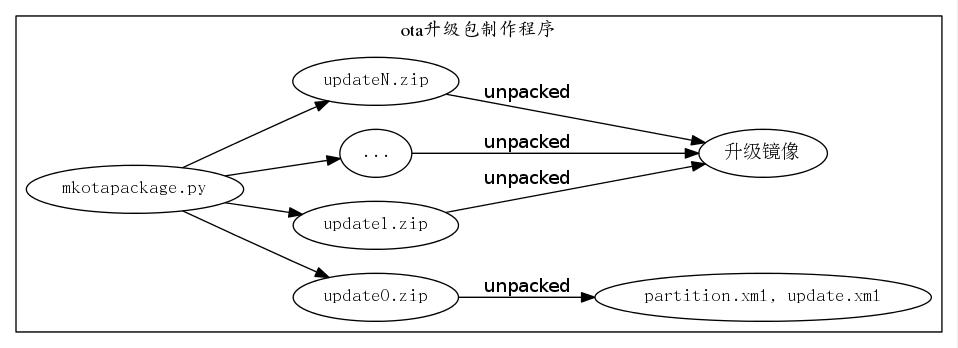 ota升级包制作程序
updateN.zip
unpacked
...
unpacked
升级镜像
mkotapackage.py
unpacked
update1.zip
update0.zip
unpacked
partition.xml, update.xml